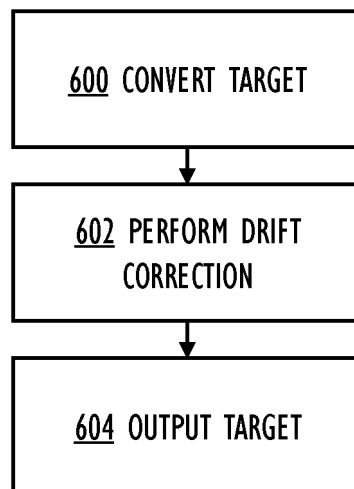 600 CONVERT TARGET
602 PERFORM DRIFT
CORRECTION
604 OUTPUT TARGET